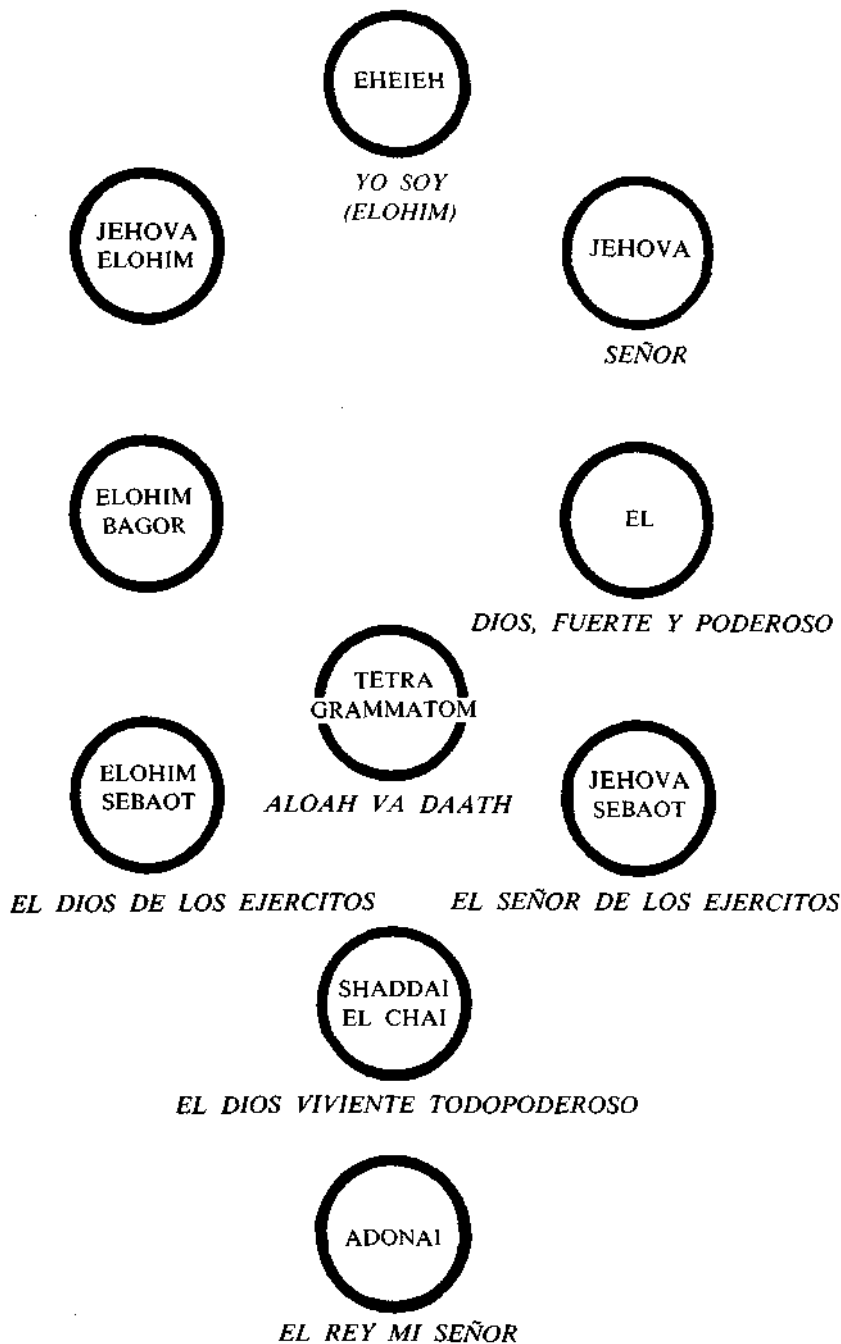 EHEIEH
YO SOY
(ELOHIM)
JEHOVA
ELOHIM
JEHOVA
SEÑOR
ELOHIM
BAGOR
EL
DIOS, FUERTE Y PODEROSO
TETRA
GRAMMATOM
ALOAH VA DAATH
ELOHIM
SEBAOT
EL DIOS DE LOS EJERCITOS
JEHOVA
SEBAOT
EL SEÑOR DE LOS EJERCITOS
SHADDAI
EL CHAI
EL DIOS VIVIENTE TODOPODEROSO
ADONAI
EL REY MI SEÑOR